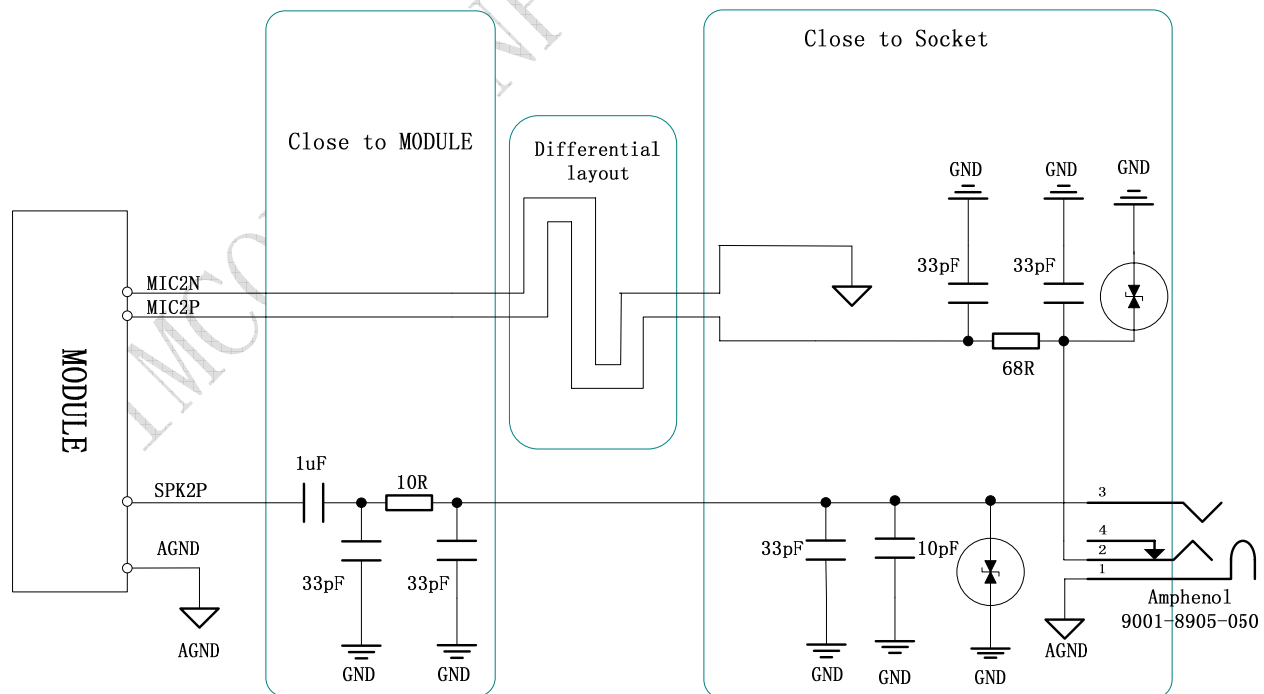 Close to Socket
Close to MODULE
Differential
layout
GND
GND
GND
MIC2N
MIC2P
33pF
33pF
68R
MODULE
1uF
10R
SPK2P
AGND
33pF
33pF
33pF
10pF
3
4
2
1
Amphenol
9001-8905-050
AGND
GND
GND
GND
GND
GND
AGND